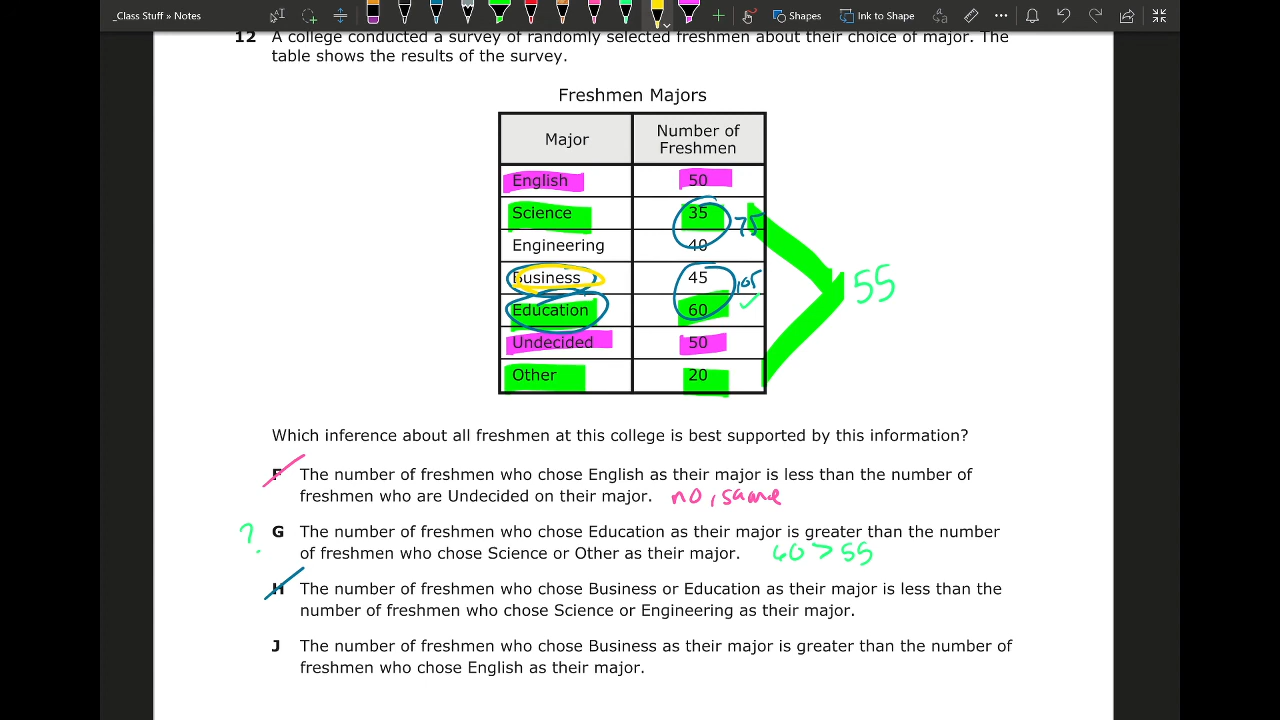 _Class Stuff » Notes
Shapes
Ink to Shape
12 A college conducted a survey of randomly selected freshmen about their choice of major. The
table shows the results of the survey.
Freshmen Majors
Major Number of
Freshmen
English 50
Science 35
75
Engineering 40
Business 45
105
Education 60
55
Undecided 50
Other 20
Which inference about all freshmen at this college is best supported by this information?
F The number of freshmen who chose English as their major is less than the number of
freshmen who are Undecided on their major. no, same
? G The number of freshmen who chose Education as their major is greater than the number
of freshmen who chose Science or Other as their major. 60 > 55
H The number of freshmen who chose Business or Education as their major is less than the
number of freshmen who chose Science or Engineering as their major.
J The number of freshmen who chose Business as their major is greater than the number of
freshmen who chose English as their major.